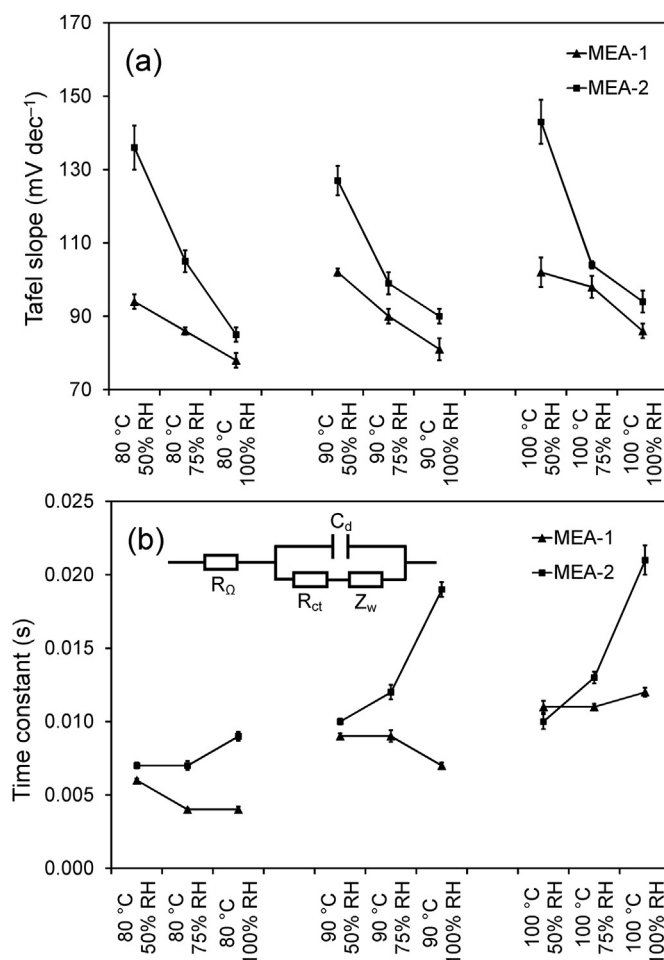 170
150
130
110
90
70
Tafel slope (mV dec⁻¹)
(a)
MEA-1
MEA-2
80 °C
50% RH
80 °C
75% RH
80 °C
100% RH
90 °C
50% RH
90 °C
75% RH
90 °C
100% RH
100 °C
50% RH
100 °C
75% RH
100 °C
100% RH
0.025
0.020
0.015
0.010
0.005
0.000
Time constant (s)
(b)
C_d
R_Ω
R_ct
Z_w
MEA-1
MEA-2
80 °C
50% RH
80 °C
75% RH
80 °C
100% RH
90 °C
50% RH
90 °C
75% RH
90 °C
100% RH
100 °C
50% RH
100 °C
75% RH
100 °C
100% RH